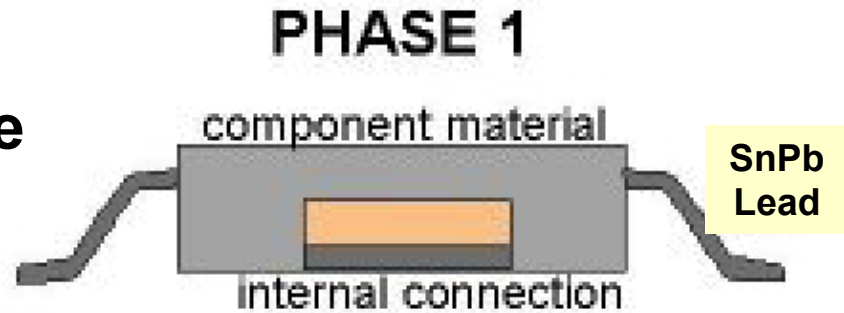 PHASE 1
e
component material
SnPb
Lead
internal connection